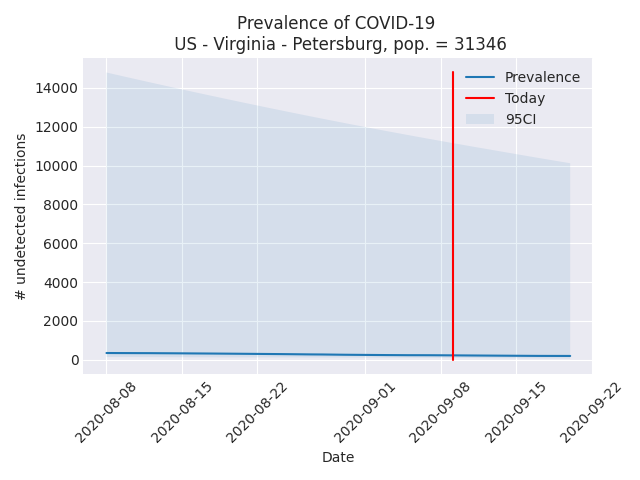 Prevalence of COVID-19
US - Virginia - Petersburg, pop. = 31346
Prevalence
Today
95CI
14000
12000
10000
8000
6000
4000
2000
0
# undetected infections
2020-08-08
2020-08-15
2020-08-22
2020-09-01
2020-09-08
2020-09-15
2020-09-22
Date